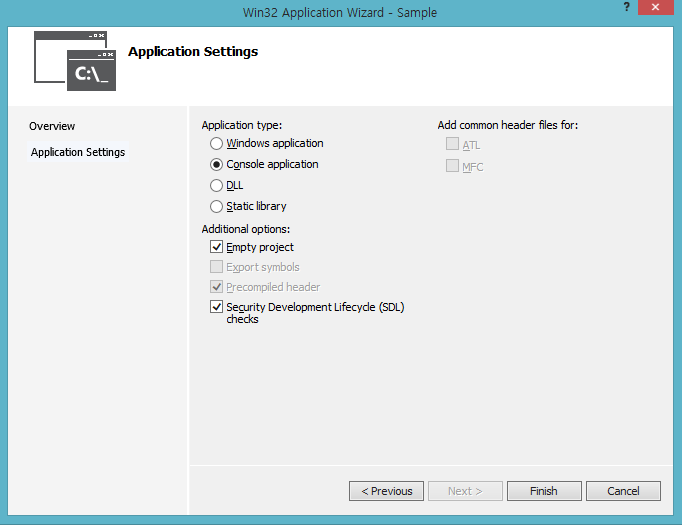 Win32 Application Wizard - Sample
?
C:\_
Application Settings
Overview
Application Settings
Application type:
Windows application
Console application
DLL
Static library
Additional options:
Empty project
Export symbols
Precompiled header
Security Development Lifecycle (SDL)
checks
Add common header files for:
ATL
MFC
< Previous
Next >
Finish
Cancel